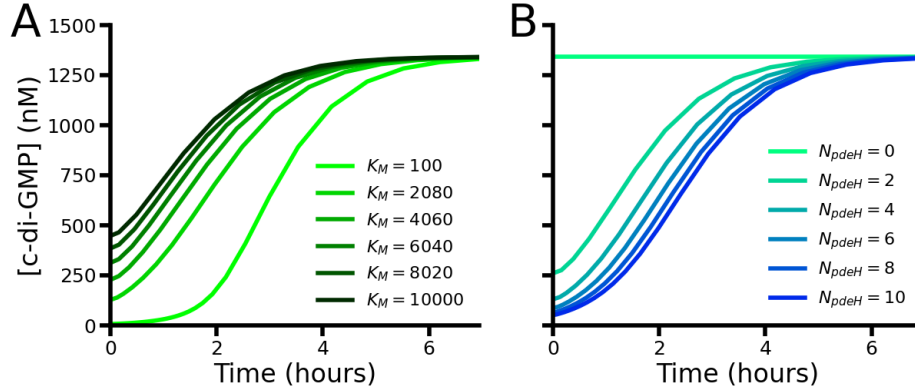 A
B
[c-di-GMP] (nM)
1500
1250
1000
750
500
250
0
K_M = 100
K_M = 2080
K_M = 4060
K_M = 6040
K_M = 8020
K_M = 10000
0 2 4 6
Time (hours)
N_pdeH = 0
N_pdeH = 2
N_pdeH = 4
N_pdeH = 6
N_pdeH = 8
N_pdeH = 10
0 2 4 6
Time (hours)